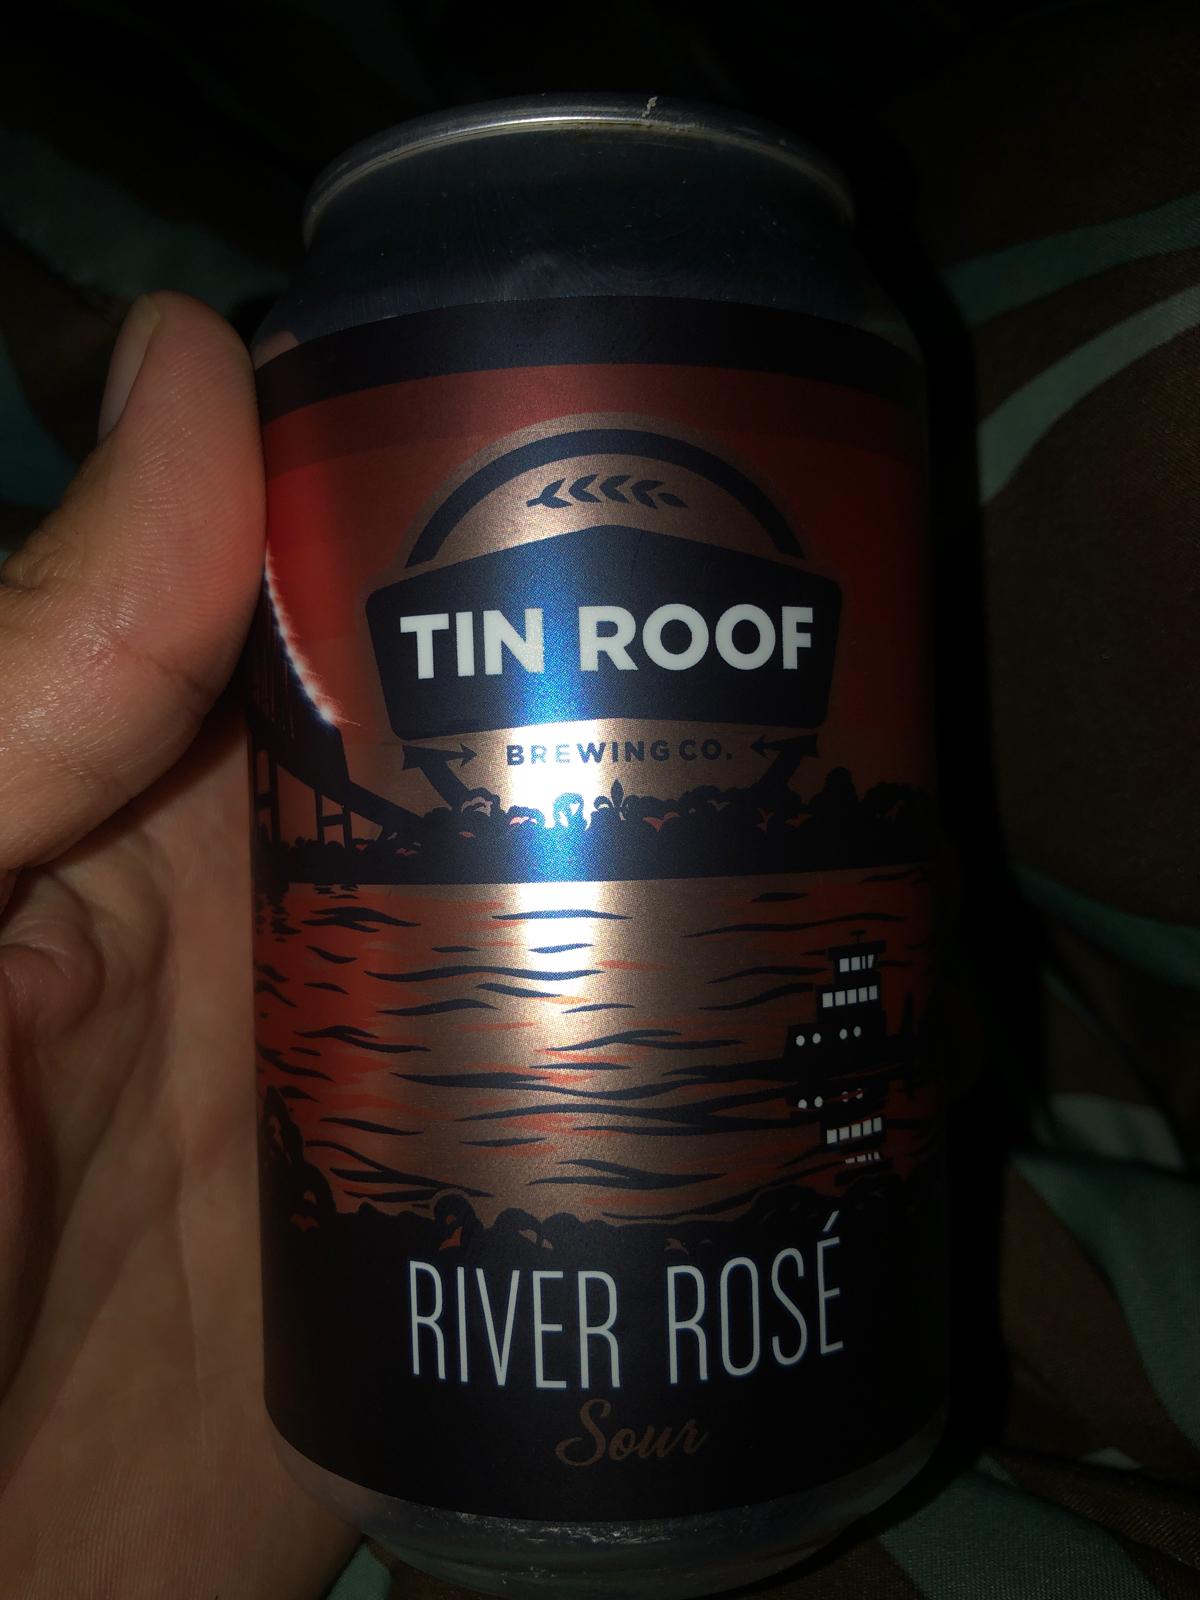 TIN ROOF
BREWING CO.
RIVER ROSÉ
Sour